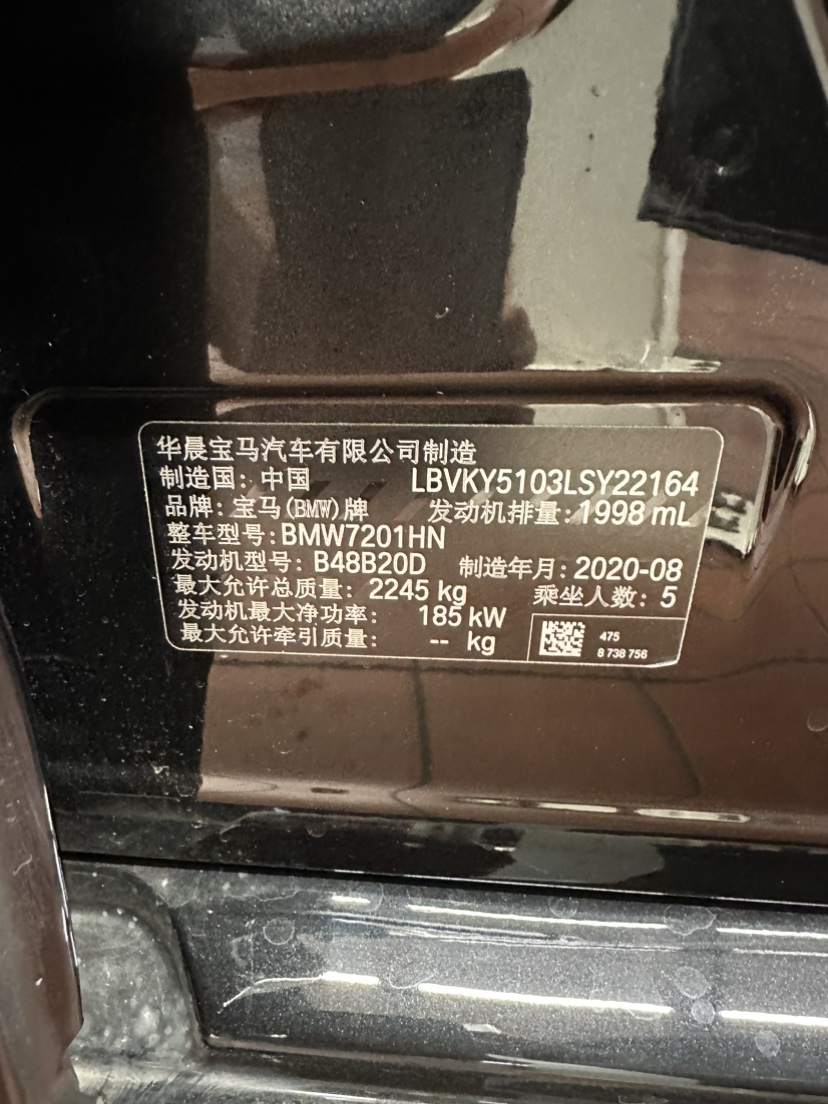 华晨宝马汽车有限公司制造
制造国：中国 LBVKY5103LSY22164
品牌：宝马(BMW)牌 发动机排量：1998 mL
整车型号：BMW7201HN
发动机型号：B48B20D 制造年月：2020-08
最大允许总质量：2245 kg 乘坐人数：5
发动机最大净功率： 185 kW
最大允许牵引质量： -- kg
475
8 738 756